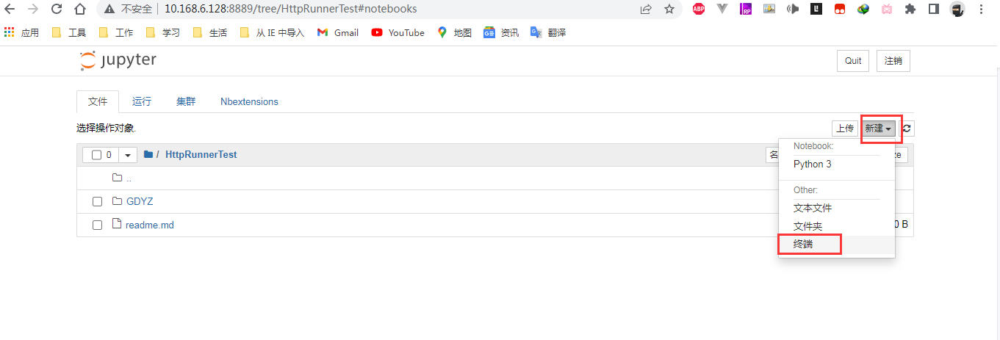 不安全 10.168.6.128:8889/tree/HttpRunnerTest#notebooks
应用 工具 工作 学习 生活 从 IE 中导入 Gmail YouTube 地图 资讯 翻译
jupyter Quit 注销
文件 运行 集群 Nbextensions
选择操作对象. 上传 新建
0 / HttpRunnerTest 名 ze
Notebook:
Python 3
..
Other:
GDYZ
文本文件
readme.md 文件夹 0 B
终端